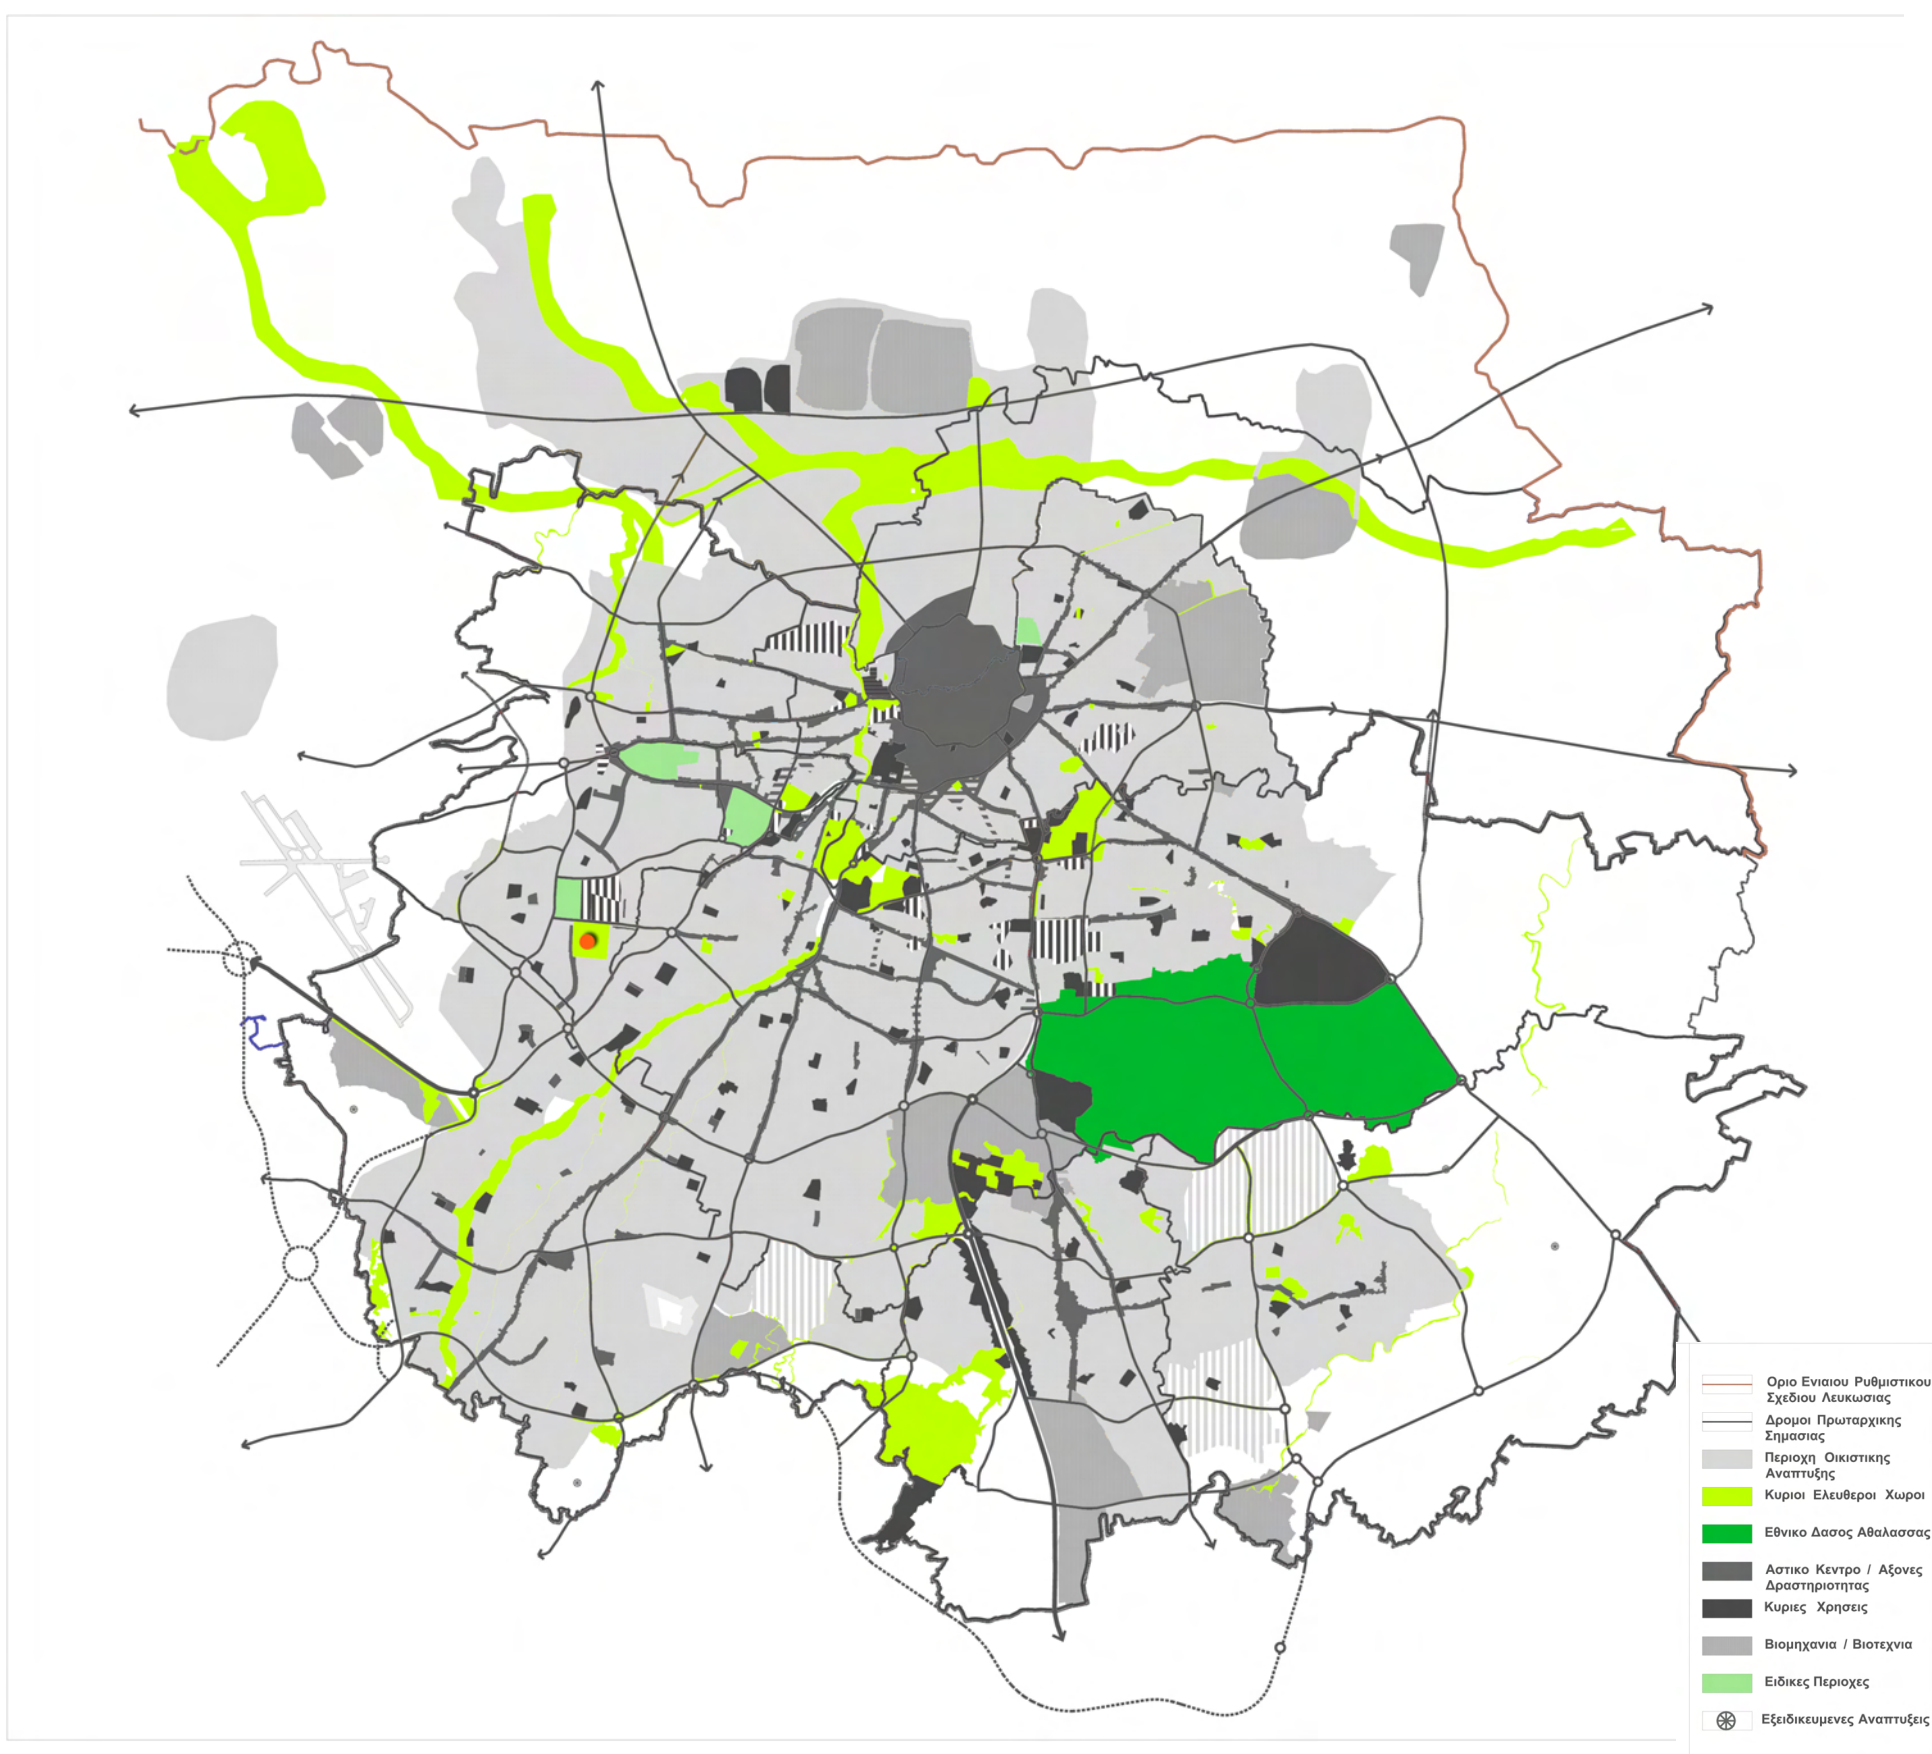 Οριο Ενιαιου Ρυθμιστικου
Σχεδιου Λευκωσιας
Δρομοι Πρωταρχικης
Σημασιας
Περιοχη Οικιστικης
Αναπτυξης
Κυριοι Ελευθεροι Χωροι
Εθνικο Δασος Αθαλασσας
Αστικο Κεντρο / Αξονες
Δραστηριοτητας
Κυριες Χρησεις
Βιομηχανια / Βιοτεχνια
Ειδικες Περιοχες
Εξειδικευμενες Αναπτυξεις